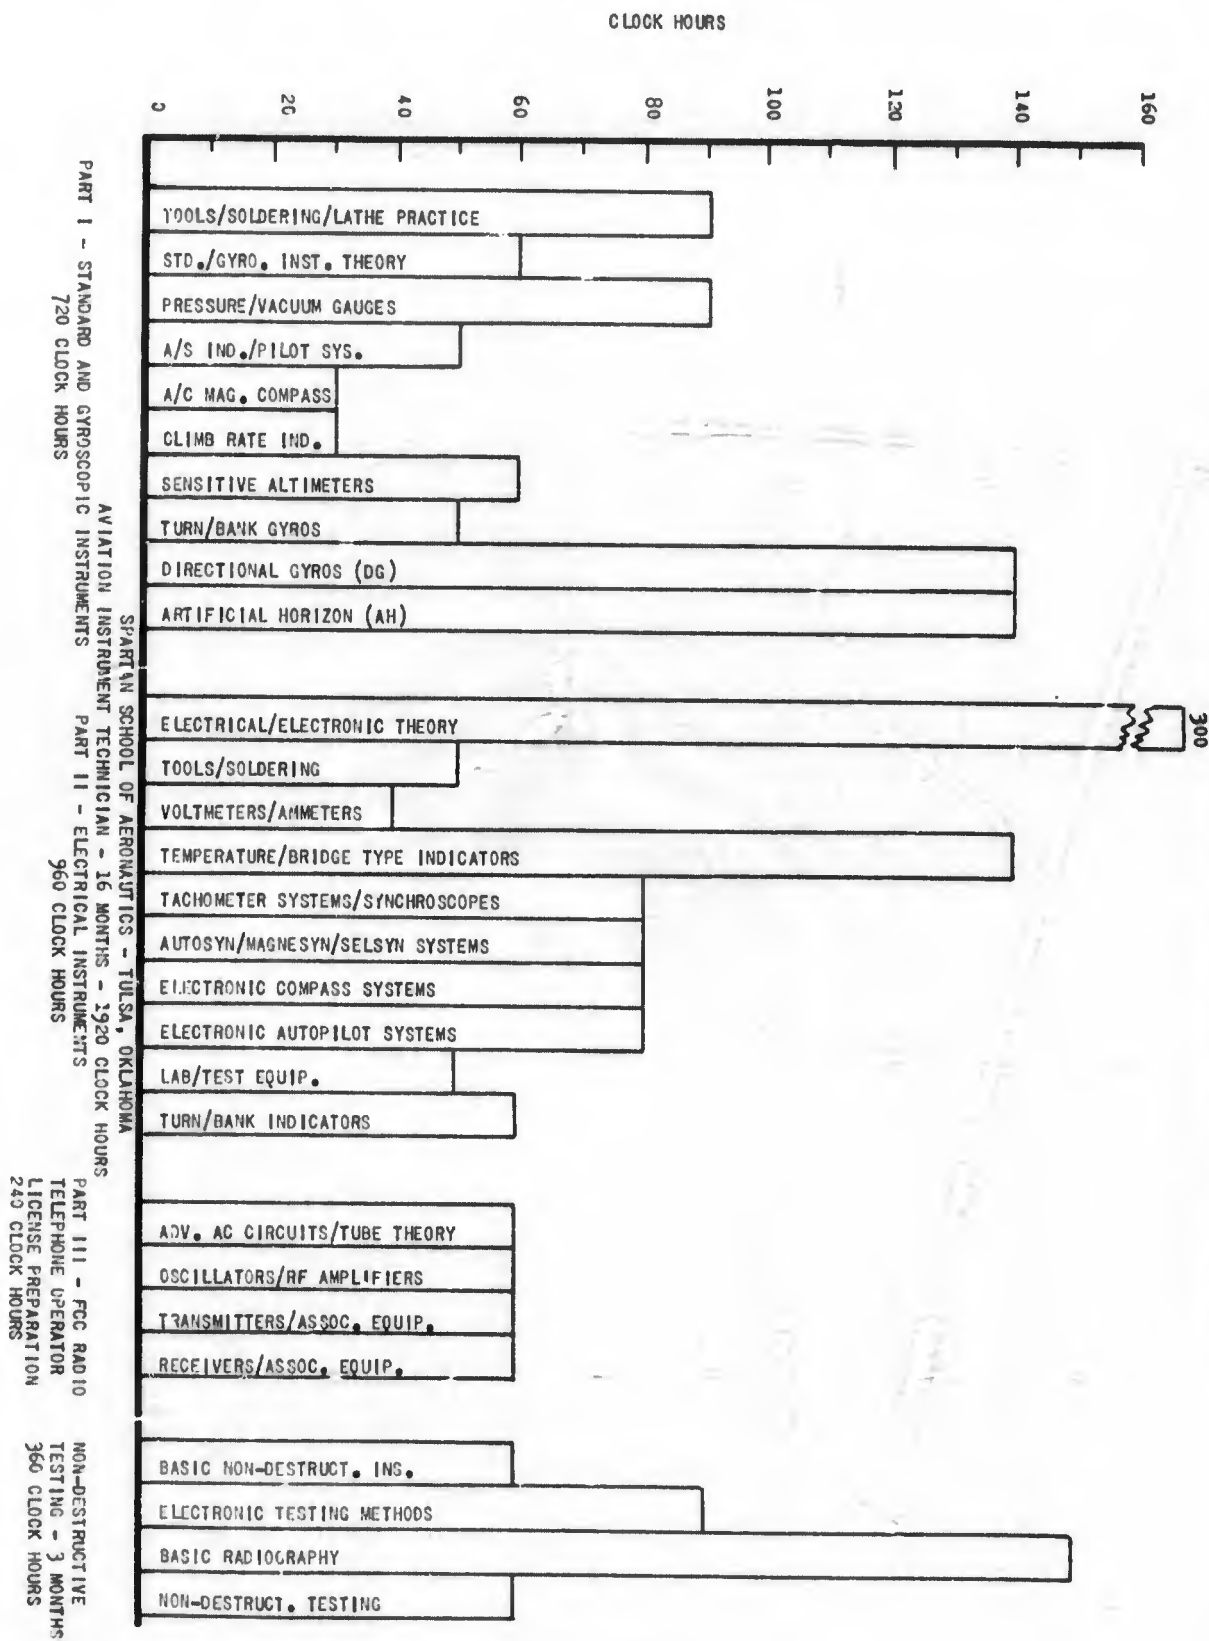 CLOCK HOURS
0
20
40
60
80
100
120
140
160
TOOLS/SOLDERING/LATHE PRACTICE
STD./GYRO. INST. THEORY
PRESSURE/VACUUM GAUGES
A/S IND./PILOT SYS.
A/C MAG. COMPASS
CLIMB RATE IND.
SENSITIVE ALTIMETERS
TURN/BANK GYROS
DIRECTIONAL GYROS (DG)
ARTIFICIAL HORIZON (AH)
PART I - STANDARD AND GYROSCOPIC INSTRUMENTS
720 CLOCK HOURS
ELECTRICAL/ELECTRONIC THEORY
300
TOOLS/SOLDERING
VOLTMETERS/AMMETERS
TEMPERATURE/BRIDGE TYPE INDICATORS
TACHOMETER SYSTEMS/SYNCHROSCOPES
AUTOSYN/MAGNESYN/SELSYN SYSTEMS
ELECTRONIC COMPASS SYSTEMS
ELECTRONIC AUTOPILOT SYSTEMS
LAB/TEST EQUIP.
TURN/BANK INDICATORS
PART II - ELECTRICAL INSTRUMENTS
960 CLOCK HOURS
ADV. AC CIRCUITS/TUBE THEORY
OSCILLATORS/RF AMPLIFIERS
TRANSMITTERS/ASSOC. EQUIP.
RECEIVERS/ASSOC. EQUIP.
PART III - FCC RADIO
TELEPHONE OPERATOR
LICENSE PREPARATION
240 CLOCK HOURS
BASIC NON-DESTRUCT. INS.
ELECTRONIC TESTING METHODS
BASIC RADIOGRAPHY
NON-DESTRUCT. TESTING
NON-DESTRUCTIVE
TESTING - 3 MONTHS
360 CLOCK HOURS
SPARTAN SCHOOL OF AERONAUTICS - TULSA, OKLAHOMA
AVIATION INSTRUMENT TECHNICIAN - 16 MONTHS - 1920 CLOCK HOURS